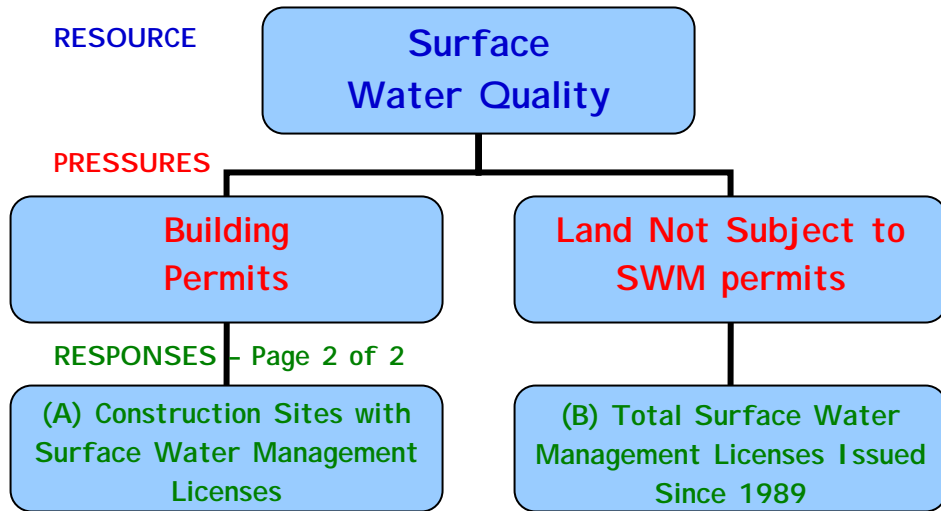 RESOURCE
Surface
Water Quality
PRESSURES
Building
Permits
Land Not Subject to
SWM permits
RESPONSES – Page 2 of 2
(A) Construction Sites with
Surface Water Management
Licenses
(B) Total Surface Water
Management Licenses Issued
Since 1989